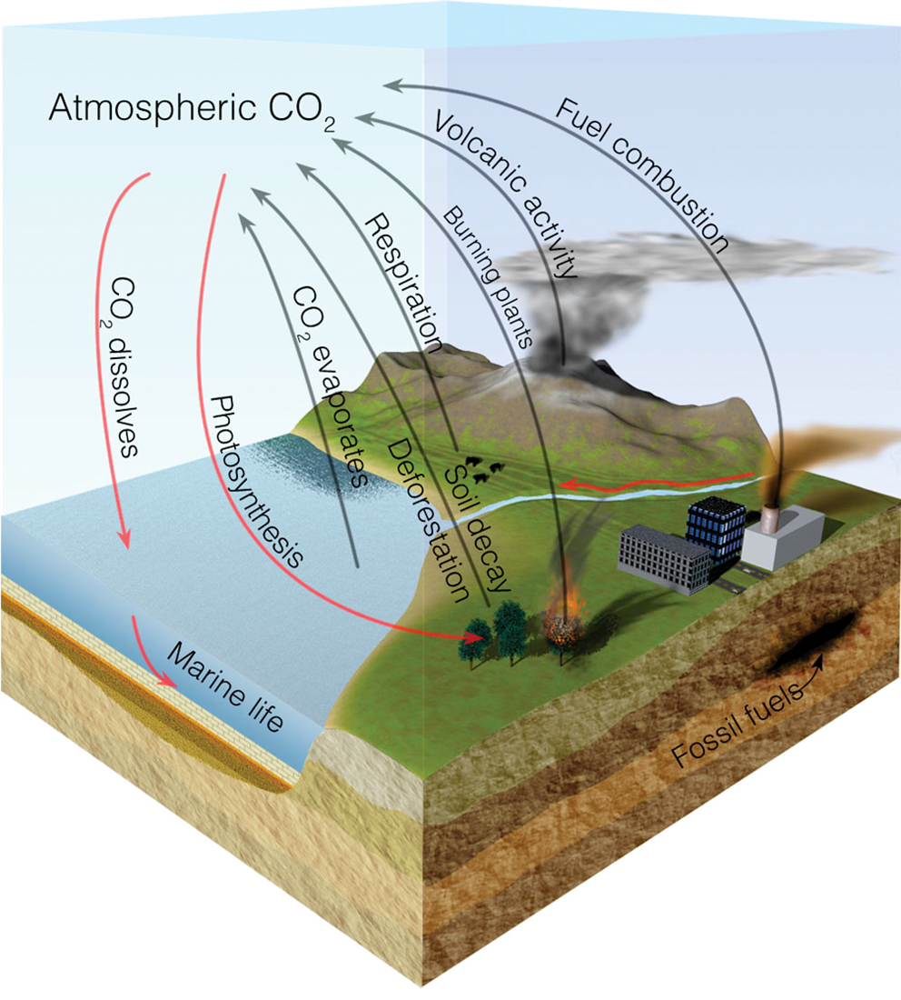 Atmospheric CO₂
Fuel combustion
Volcanic activity
Burning plants
Respiration
CO₂ evaporates
CO₂ dissolves
Photosynthesis
Deforestation
Soil decay
Marine life
Fossil fuels